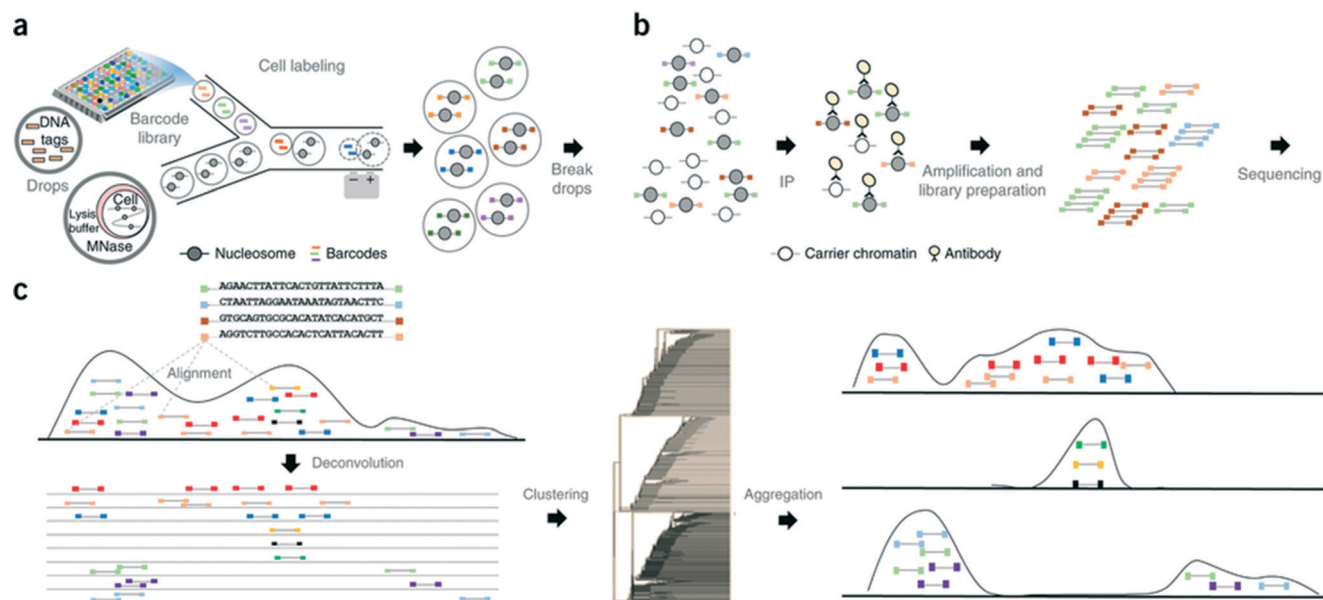 a
Cell labeling
Barcode
library
DNA
tags
Drops
Cell
Lysis
buffer
MNase
− +
Nucleosome
Barcodes
Break
drops
b
IP
Amplification and
library preparation
Sequencing
Carrier chromatin
Antibody
c
AGAACTTATTCACTGTTATTCTTTA
CTAATTAGGAATAAATAGTAACTTC
GTGCAGTGCGCACATATCACATGCT
AGGTCTTGCCACACTCATTACACTT
Alignment
Deconvolution
Clustering
Aggregation